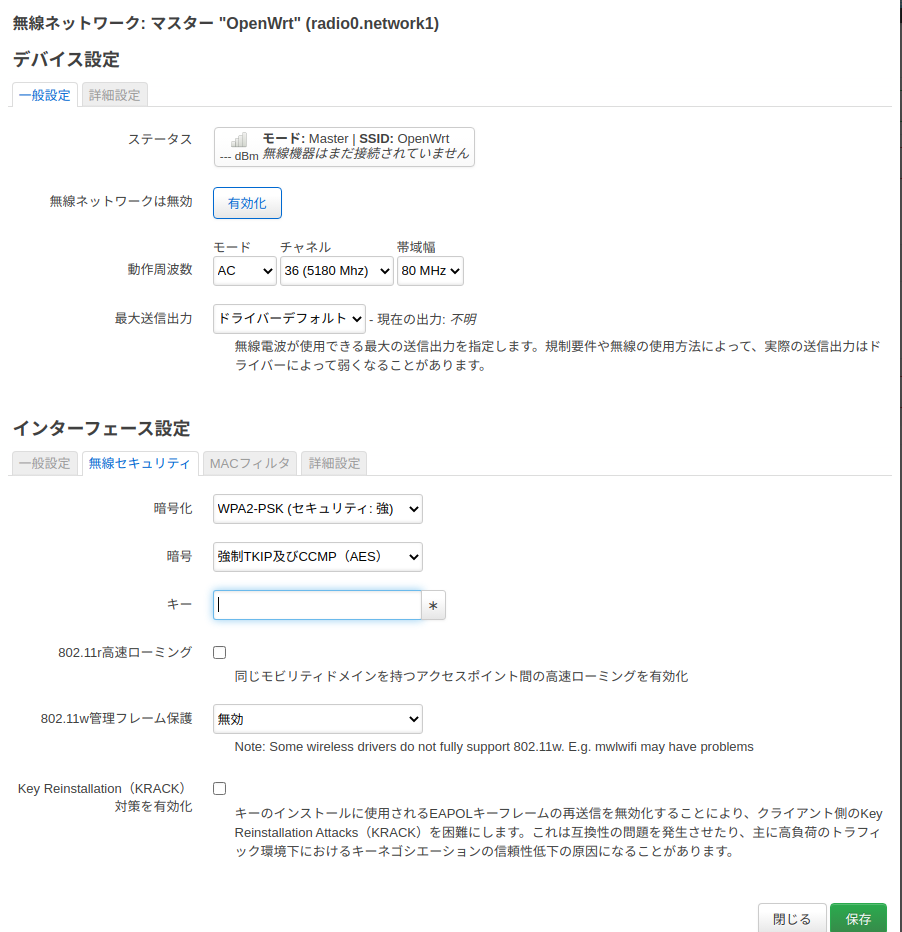 無線ネットワーク: マスター "OpenWrt" (radio0.network1)
デバイス設定
一般設定 詳細設定
ステータス
モード: Master | SSID: OpenWrt
--- dBm 無線機器はまだ接続されていません
無線ネットワークは無効 有効化
モード チャネル 帯域幅
動作周波数 AC 36 (5180 Mhz) 80 MHz
最大送信出力 ドライバーデフォルト - 現在の出力: 不明
無線電波が使用できる最大の送信出力を指定します。規制要件や無線の使用方法によって、実際の送信出力はド
ライバーによって弱くなることがあります。
インターフェース設定
一般設定 無線セキュリティ MACフィルタ 詳細設定
暗号化 WPA2-PSK (セキュリティ: 強)
暗号 強制TKIP及びCCMP（AES）
キー ∗
802.11r高速ローミング
同じモビリティドメインを持つアクセスポイント間の高速ローミングを有効化
802.11w管理フレーム保護 無効
Note: Some wireless drivers do not fully support 802.11w. E.g. mwlwifi may have problems
Key Reinstallation（KRACK）
対策を有効化
キーのインストールに使用されるEAPOLキーフレームの再送信を無効化することにより、クライアント側のKey
Reinstallation Attacks（KRACK）を困難にします。これは互換性の問題を発生させたり、主に高負荷のトラフィ
ック環境下におけるキーネゴシエーションの信頼性低下の原因になることがあります。
閉じる 保存